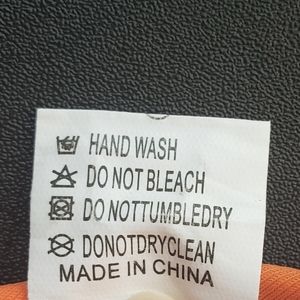 HAND WASH
DO NOT BLEACH
DO NOTTUMBLEDRY
DONOTDRYCLEAN
MADE IN CHINA